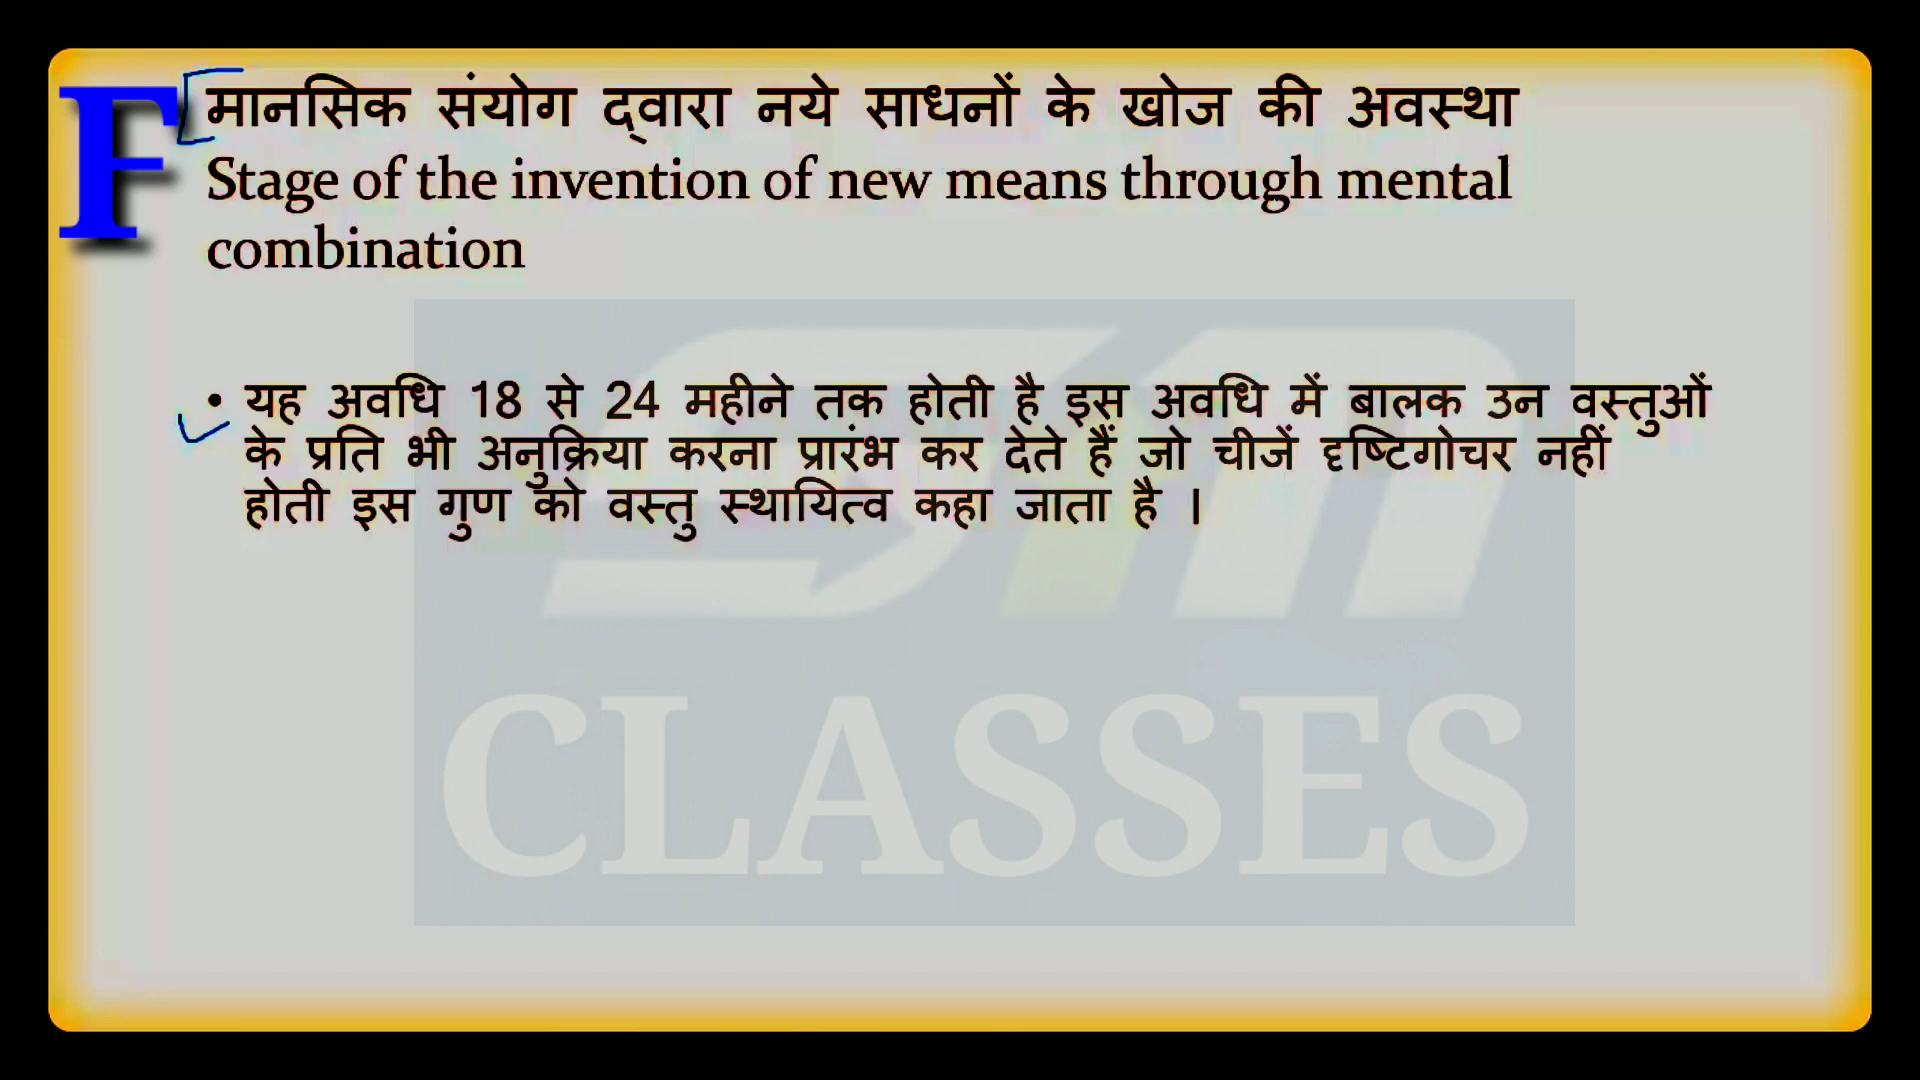 F
मानसिक संयोग द्वारा नये साधनों के खोज की अवस्था
Stage of the invention of new means through mental
combination
• यह अवधि 18 से 24 महीने तक होती है इस अवधि में बालक उन वस्तुओं
के प्रति भी अनुक्रिया करना प्रारंभ कर देते हैं जो चीजें दृष्टिगोचर नहीं
होती इस गुण को वस्तु स्थायित्व कहा जाता है ।
CLASSES